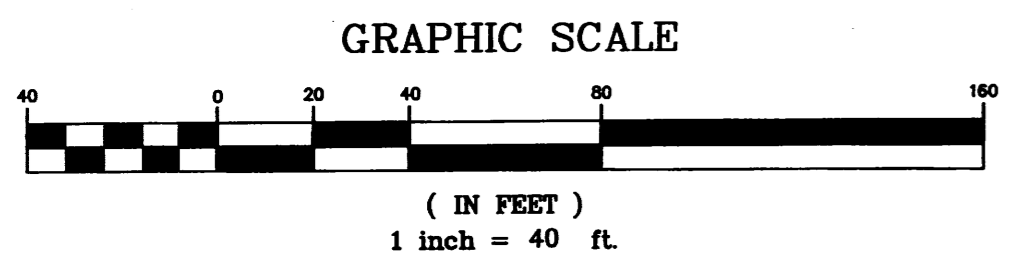 GRAPHIC SCALE
40 0 20 40 80 160
( IN FEET )
1 inch = 40 ft.